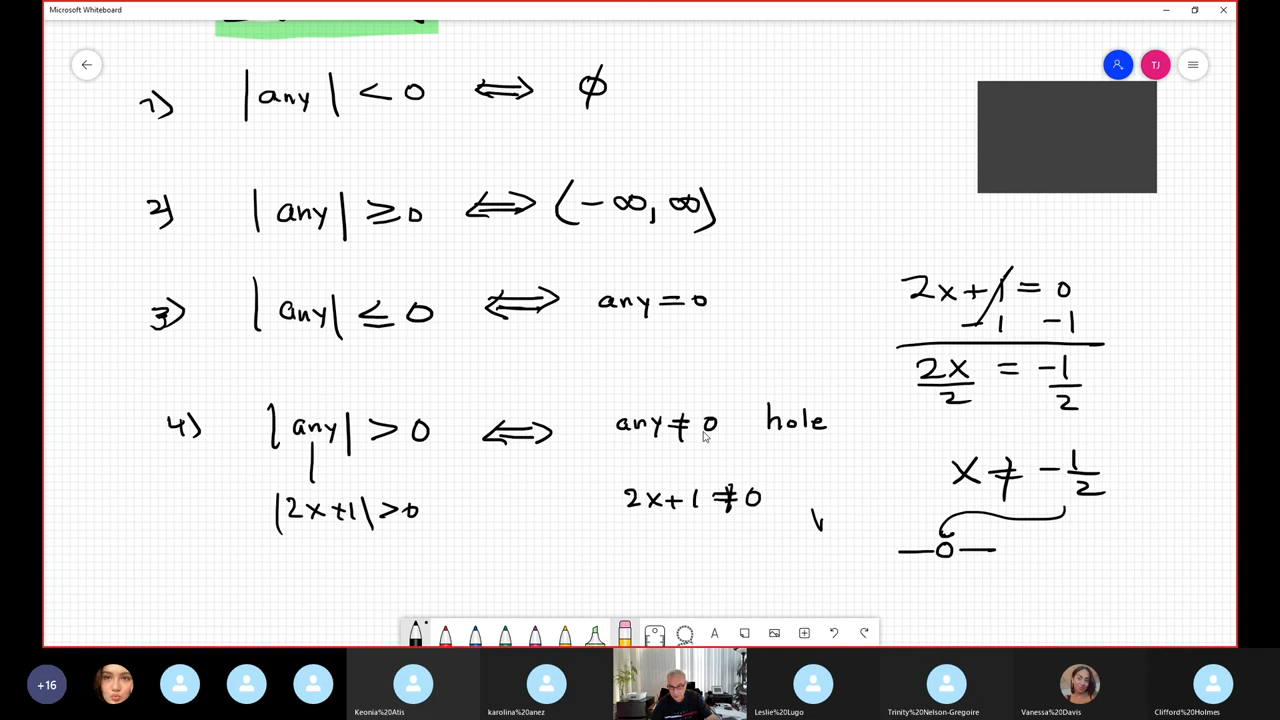 Microsoft Whiteboard
TJ
1) |any| < 0 ⟺ ϕ
2) |any| ≥ 0 ⟺ (-∞, ∞)
3) |any| ≤ 0 ⟺ any = 0
4) |any| > 0 ⟺ any ≠ 0 hole
|2x+1| > 0 2x+1 ≠ 0
2x+1 = 0
-1 -1
2x/2 = -1/2
x ≠ -1/2
A
+16
Keonia%20Atis
karolina%20anez
Leslie%20Lugo
Trinity%20Nelson-Gregoire
Vanessa%20Davis
Clifford%20Holmes